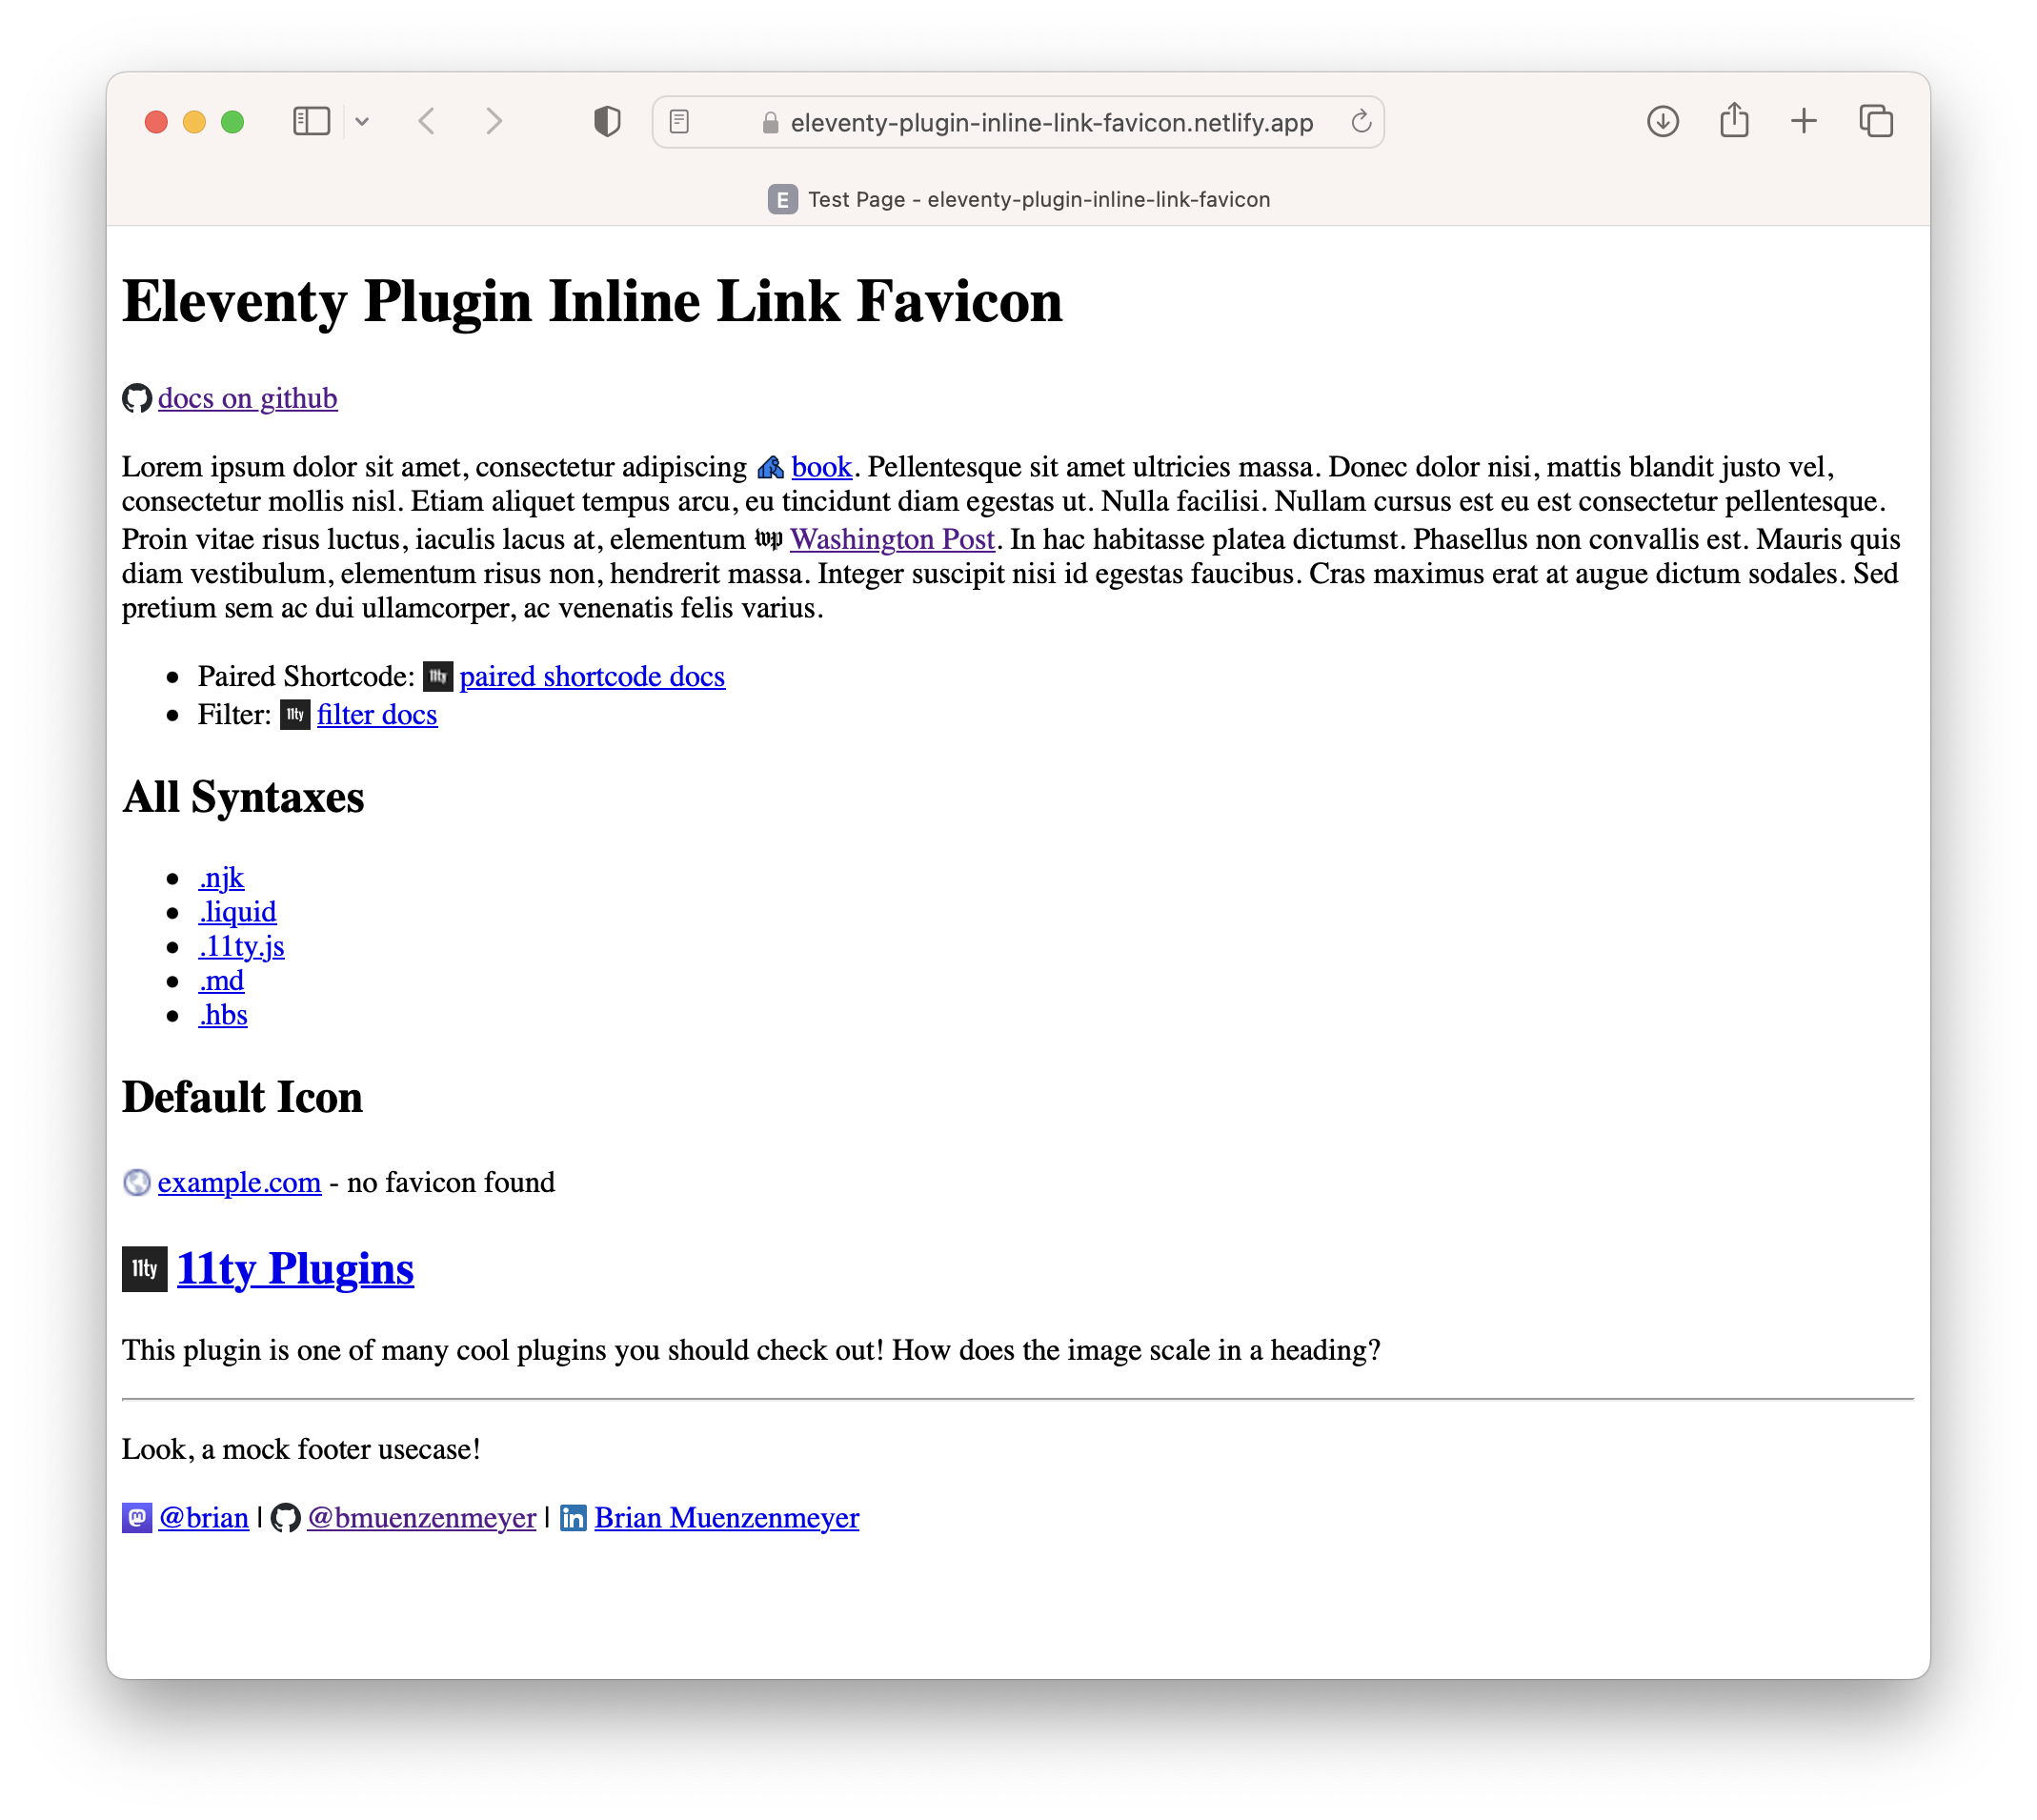 eleventy-plugin-inline-link-favicon.netlify.app
E Test Page - eleventy-plugin-inline-link-favicon
Eleventy Plugin Inline Link Favicon
docs on github
Lorem ipsum dolor sit amet, consectetur adipiscing book. Pellentesque sit amet ultricies massa. Donec dolor nisi, mattis blandit justo vel,
consectetur mollis nisl. Etiam aliquet tempus arcu, eu tincidunt diam egestas ut. Nulla facilisi. Nullam cursus est eu est consectetur pellentesque.
Proin vitae risus luctus, iaculis lacus at, elementum wp Washington Post. In hac habitasse platea dictumst. Phasellus non convallis est. Mauris quis
diam vestibulum, elementum risus non, hendrerit massa. Integer suscipit nisi id egestas faucibus. Cras maximus erat at augue dictum sodales. Sed
pretium sem ac dui ullamcorper, ac venenatis felis varius.
Paired Shortcode: 11ty paired shortcode docs
Filter: 11ty filter docs
All Syntaxes
.njk
.liquid
.11ty.js
.md
.hbs
Default Icon
example.com - no favicon found
11ty 11ty Plugins
This plugin is one of many cool plugins you should check out! How does the image scale in a heading?
Look, a mock footer usecase!
m @brian | @bmuenzenmeyer | in Brian Muenzenmeyer